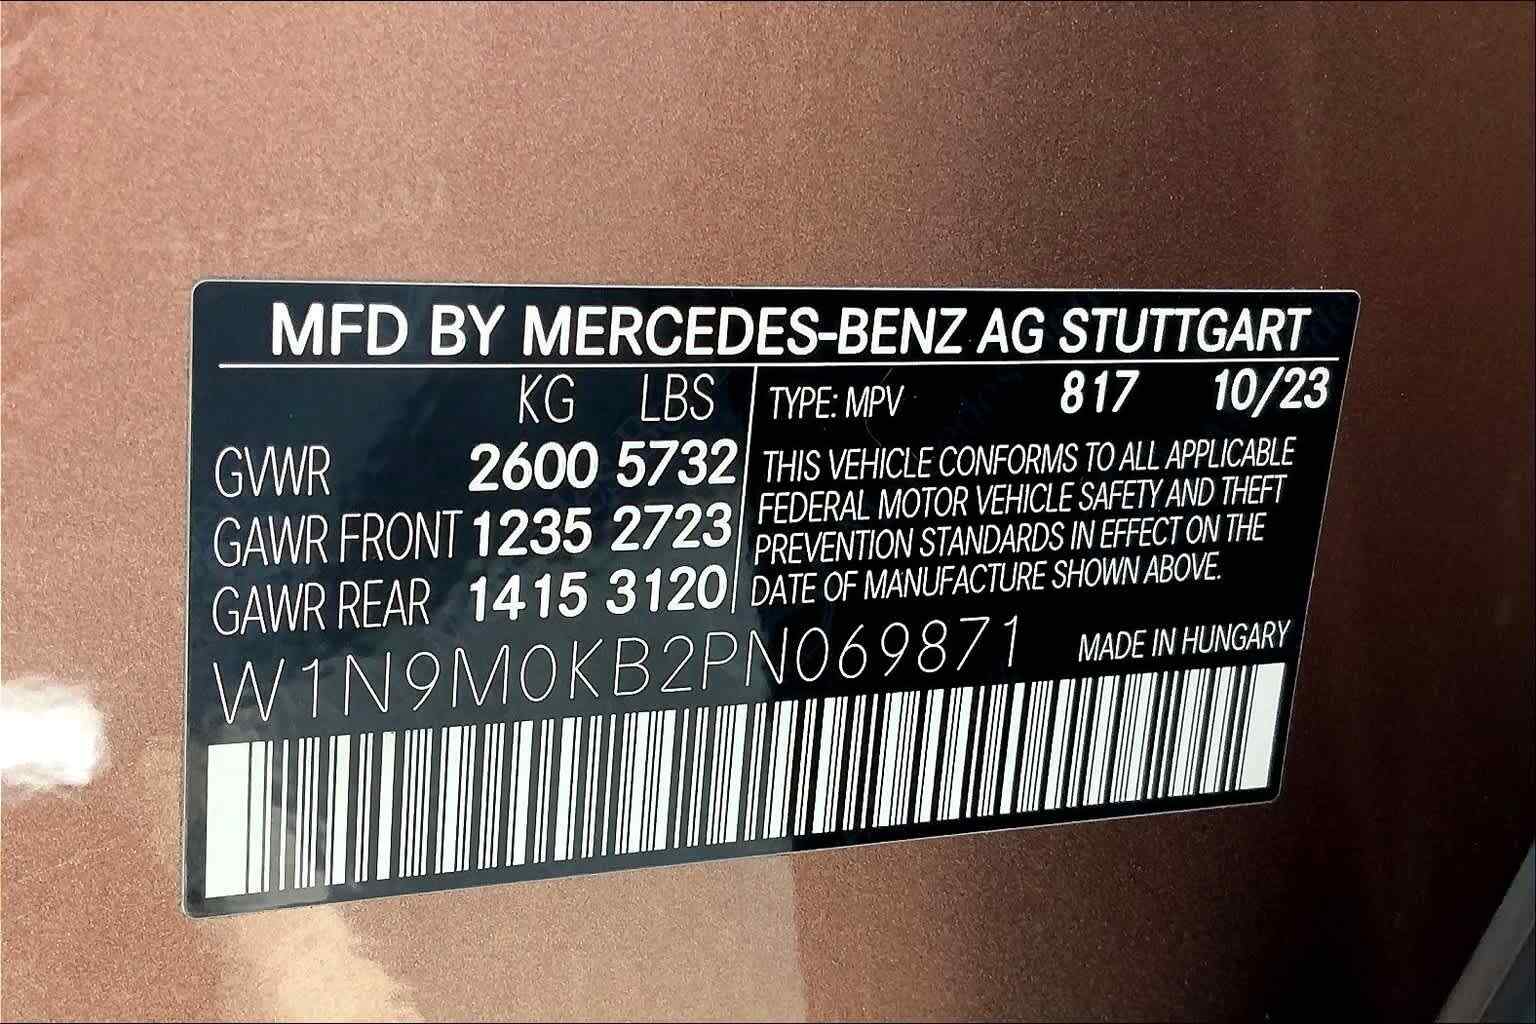 MFD BY MERCEDES-BENZ AG STUTTGART
KG LBS
GVWR 2600 5732
GAWR FRONT 1235 2723
GAWR REAR 1415 3120
TYPE: MPV 817 10/23
THIS VEHICLE CONFORMS TO ALL APPLICABLE
FEDERAL MOTOR VEHICLE SAFETY AND THEFT
PREVENTION STANDARDS IN EFFECT ON THE
DATE OF MANUFACTURE SHOWN ABOVE.
W1N9M0KB2PN069871
MADE IN HUNGARY